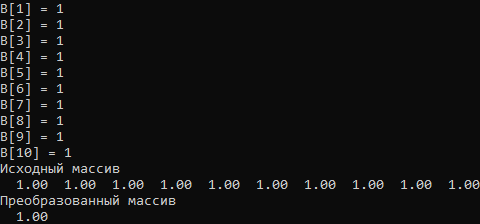 B[1] = 1
B[2] = 1
B[3] = 1
B[4] = 1
B[5] = 1
B[6] = 1
B[7] = 1
B[8] = 1
B[9] = 1
B[10] = 1
Исходный массив
  1.00  1.00  1.00  1.00  1.00  1.00  1.00  1.00  1.00  1.00
Преобразованный массив
  1.00